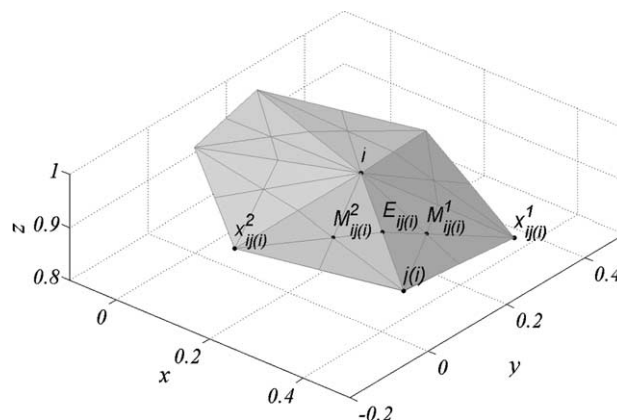 i
1
x²ij(i)
M²ij(i)
Eij(i)
M¹ij(i)
x¹ij(i)
z
0.9
j(i)
0.8
0
0.2
0.4
x
-0.2
0
0.2
0.4
y